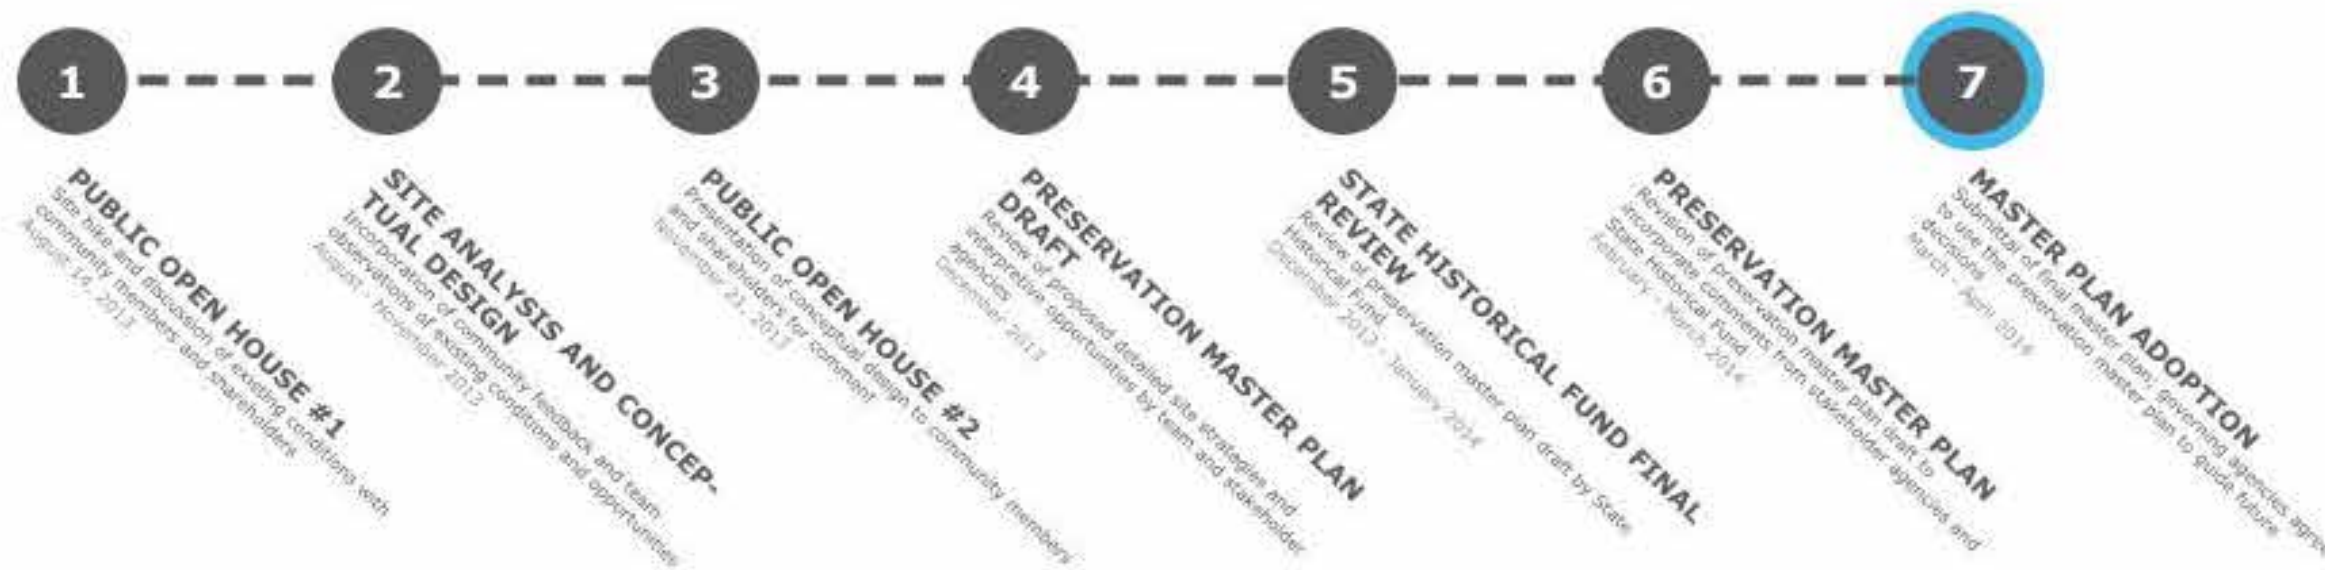 1
2
3
4
5
6
7
PUBLIC OPEN HOUSE #1
Site hike and discussion of existing conditions with
community members and shareholders
August 14, 2013
SITE ANALYSIS AND CONCEP-
TUAL DESIGN
Incorporation of community feedback and team
observations of existing conditions and opportunities
August - November 2013
PUBLIC OPEN HOUSE #2
Presentation of conceptual design to community members
and shareholders for comment
November 21, 2013
PRESERVATION MASTER PLAN
DRAFT
Review of proposed detailed site strategies and
interpretive opportunities by team and stakeholder
agencies
December 2013
STATE HISTORICAL FUND FINAL
REVIEW
Review of preservation master plan draft by State
Historical Fund
December 2013 - January 2014
PRESERVATION MASTER PLAN
Revision of preservation master plan draft to
incorporate comments from stakeholder agencies and
State Historical Fund
February - March 2014
MASTER PLAN ADOPTION
Submittal of final master plan; governing agencies agree
to use the preservation master plan to guide future
decisions
March - April 2014